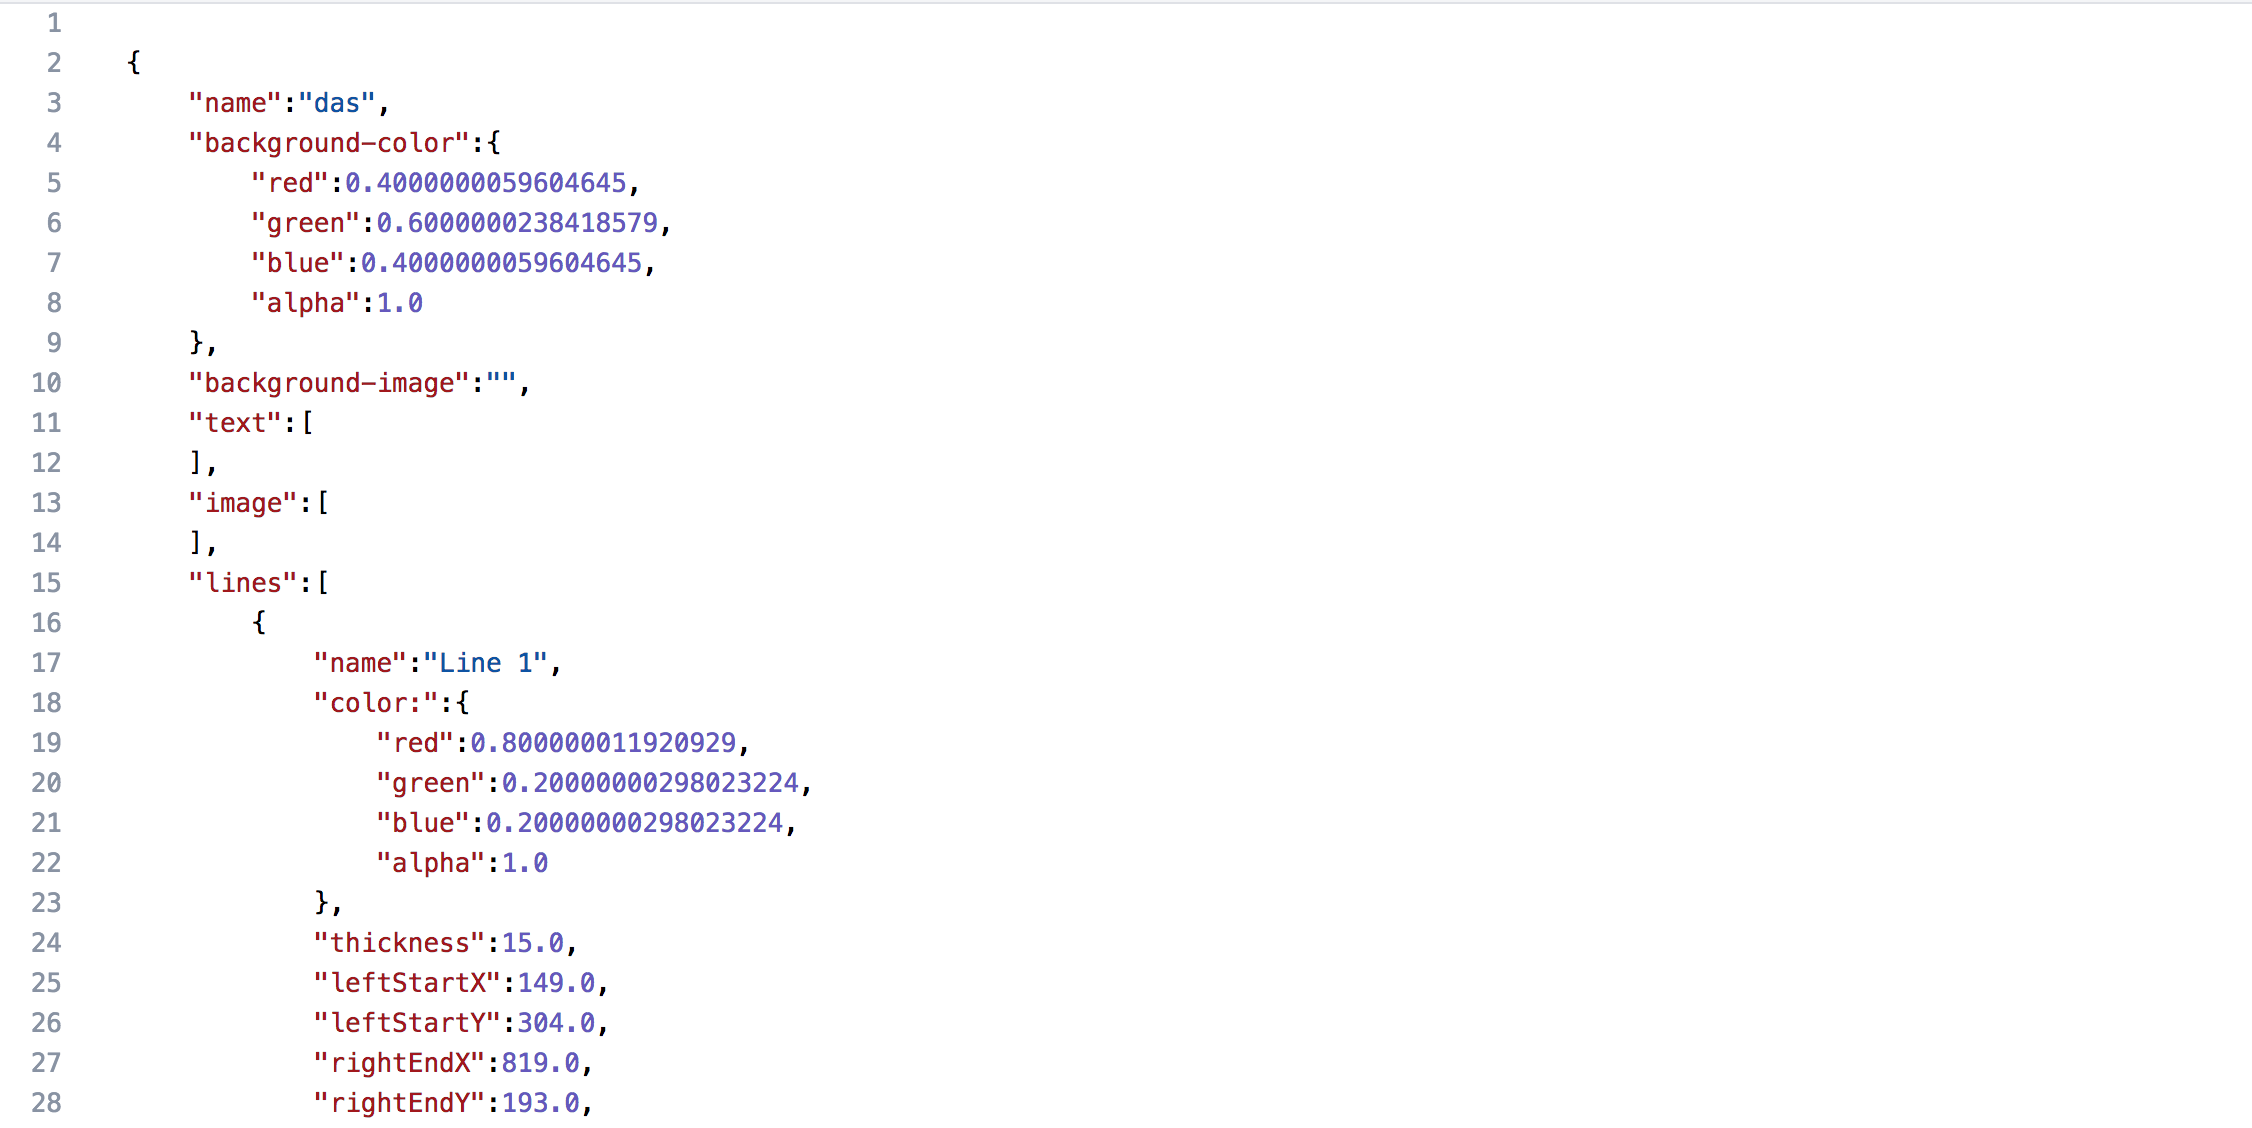 1
2 {
3 "name":"das",
4 "background-color":{
5 "red":0.4000000059604645,
6 "green":0.6000000238418579,
7 "blue":0.4000000059604645,
8 "alpha":1.0
9 },
10 "background-image":"",
11 "text":[
12 ],
13 "image":[
14 ],
15 "lines":[
16 {
17 "name":"Line 1",
18 "color:":{
19 "red":0.800000011920929,
20 "green":0.20000000298023224,
21 "blue":0.20000000298023224,
22 "alpha":1.0
23 },
24 "thickness":15.0,
25 "leftStartX":149.0,
26 "leftStartY":304.0,
27 "rightEndX":819.0,
28 "rightEndY":193.0,